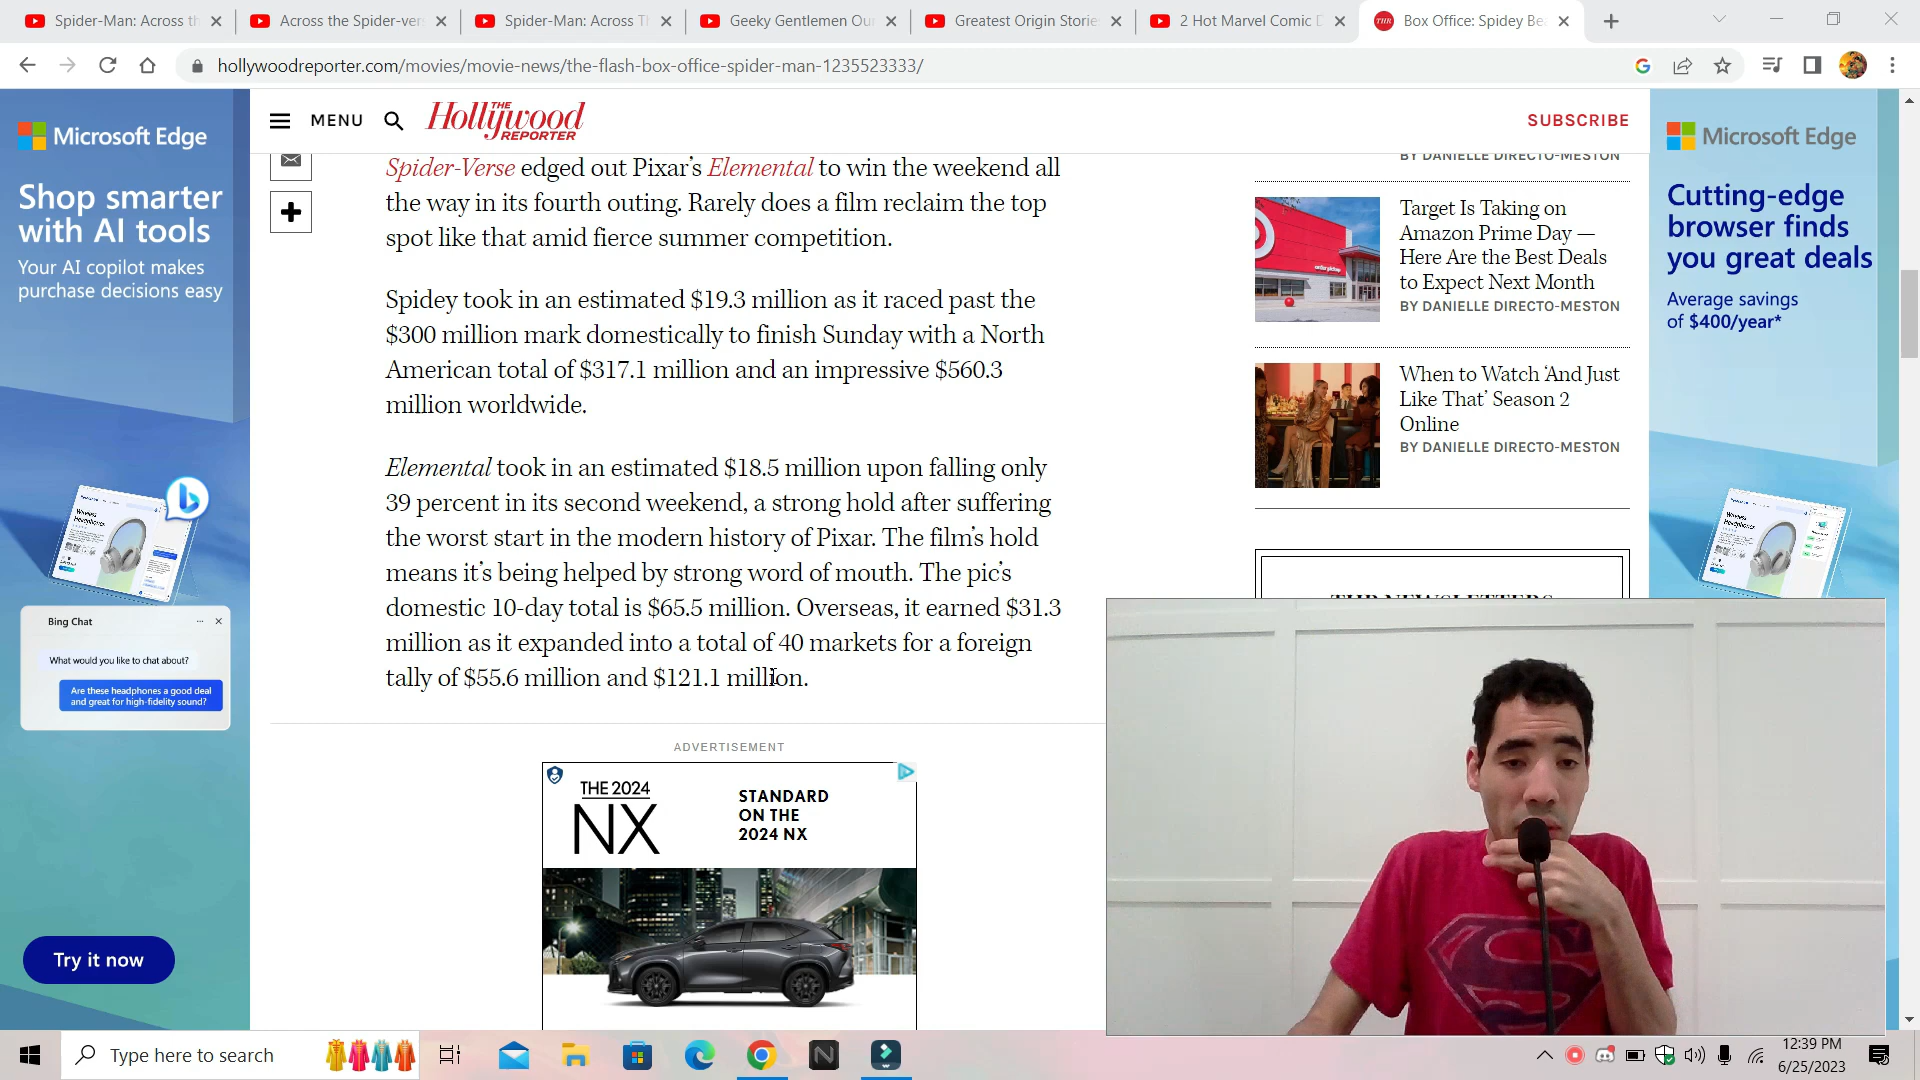 Spider-Man: Across th
Across the Spider-ver
Spider-Man: Across Th
Geeky Gentlemen Our
Greatest Origin Storie
2 Hot Marvel Comic D
Box Office: Spidey Be
hollywoodreporter.com/movies/movie-news/the-flash-box-office-spider-man-1235523333/
MENU
THE
Hollywood
REPORTER
SUBSCRIBE
Microsoft Edge
Shop smarter
with AI tools
Your AI copilot makes
purchase decisions easy
Bing Chat
What would you like to chat about?
Are these headphones a good deal
and great for high-fidelity sound?
Try it now
Spider-Verse edged out Pixar’s Elemental to win the weekend all
the way in its fourth outing. Rarely does a film reclaim the top
spot like that amid fierce summer competition.
Spidey took in an estimated $19.3 million as it raced past the
$300 million mark domestically to finish Sunday with a North
American total of $317.1 million and an impressive $560.3
million worldwide.
Elemental took in an estimated $18.5 million upon falling only
39 percent in its second weekend, a strong hold after suffering
the worst start in the modern history of Pixar. The film’s hold
means it’s being helped by strong word of mouth. The pic’s
domestic 10-day total is $65.5 million. Overseas, it earned $31.3
million as it expanded into a total of 40 markets for a foreign
tally of $55.6 million and $121.1 million.
ADVERTISEMENT
THE 2024
NX
STANDARD
ON THE
2024 NX
BY DANIELLE DIRECTO-MESTON
Target Is Taking on
Amazon Prime Day —
Here Are the Best Deals
to Expect Next Month
BY DANIELLE DIRECTO-MESTON
When to Watch ‘And Just
Like That’ Season 2
Online
BY DANIELLE DIRECTO-MESTON
THR NEWSLETTERS
Microsoft Edge
Cutting-edge
browser finds
you great deals
Average savings
of $400/year*
Type here to search
12:39 PM
6/25/2023